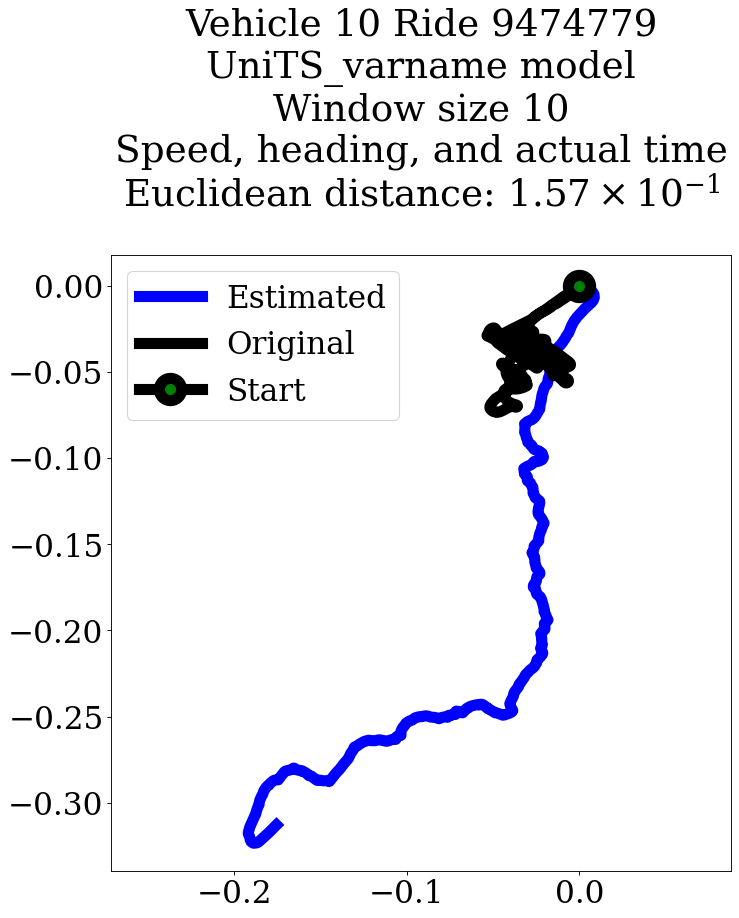 Vehicle 10 Ride 9474779
UniTS_varname model
Window size 10
Speed, heading, and actual time
Euclidean distance: 1.57 × 10⁻¹
Estimated
Original
Start
0.00
−0.05
−0.10
−0.15
−0.20
−0.25
−0.30
−0.2 −0.1 0.0